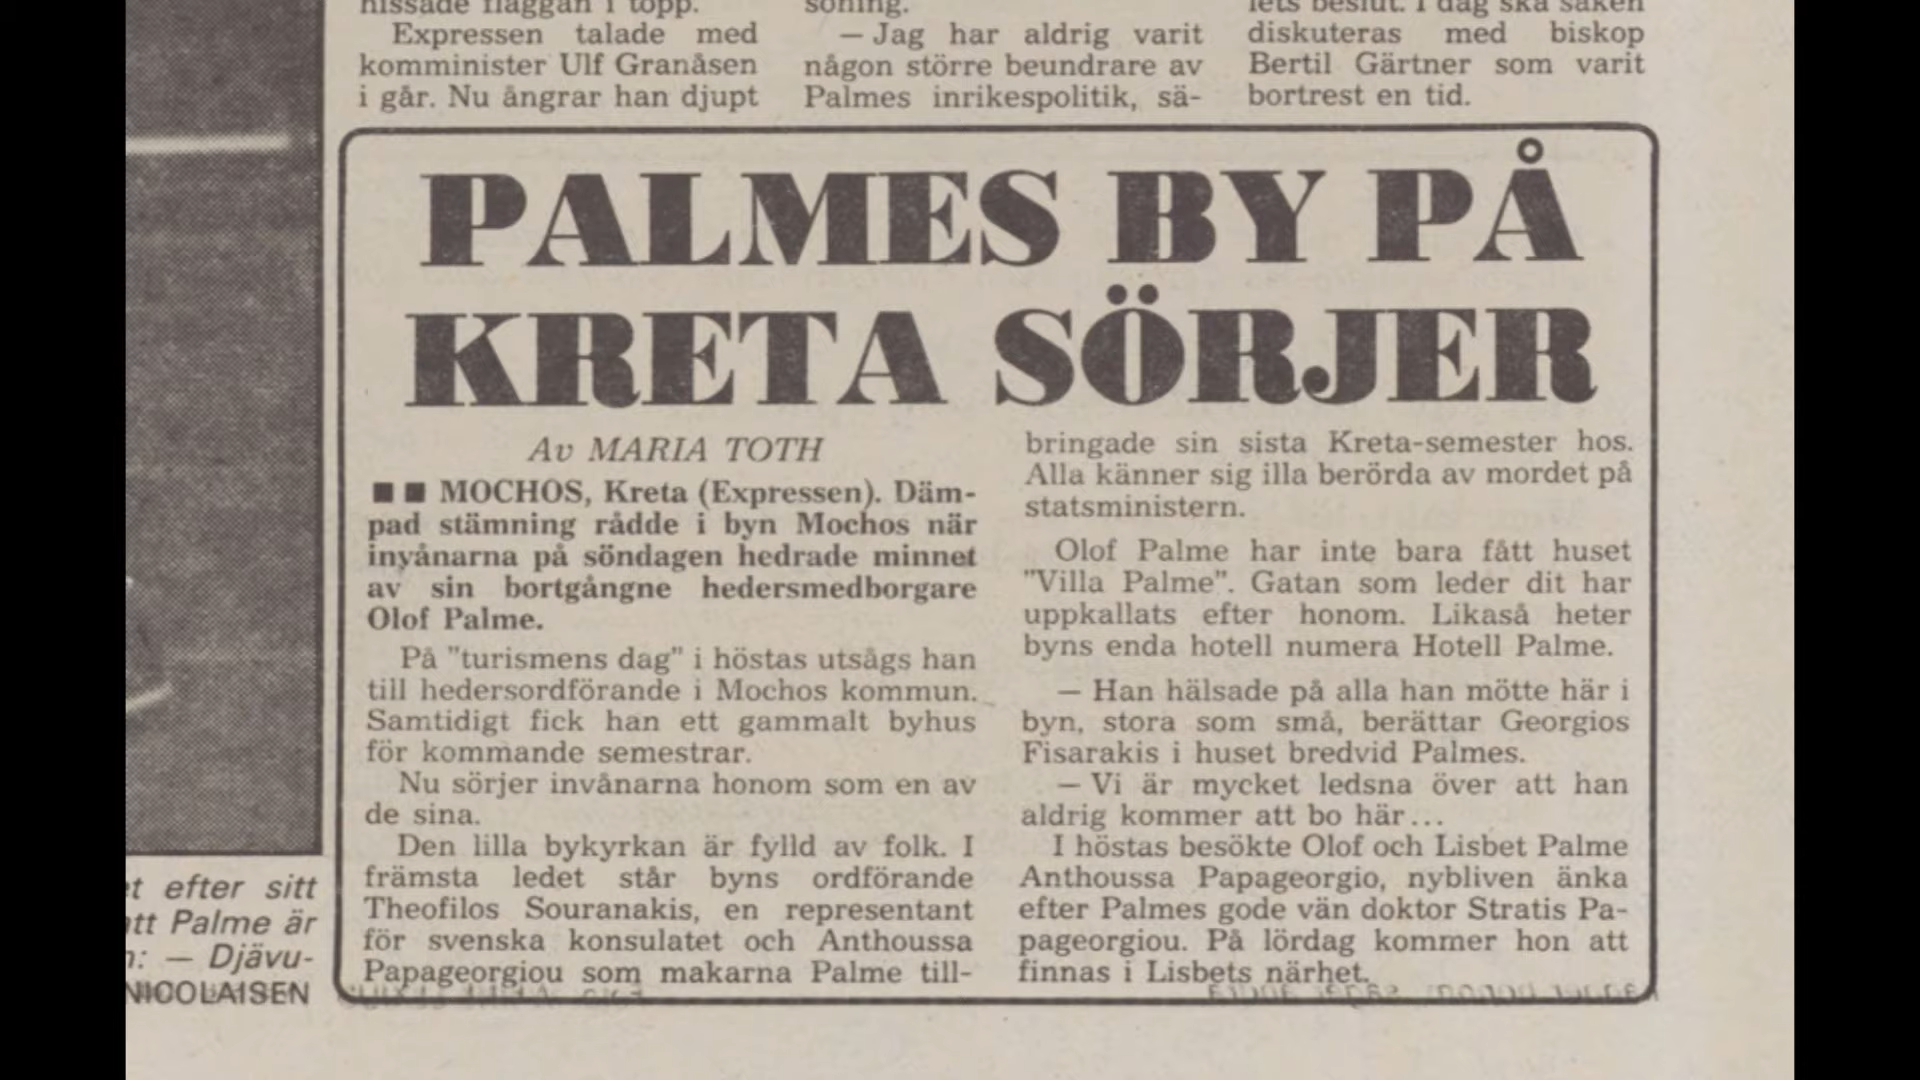 hissade flaggan i topp.
Expressen talade med
komminister Ulf Granåsen
i går. Nu ångrar han djupt
soning.
— Jag har aldrig varit
någon större beundrare av
Palmes inrikespolitik, sä-
lets beslut. I dag ska saken
diskuteras med biskop
Bertil Gärtner som varit
bortrest en tid.
PALMES BY PÅ
KRETA SÖRJER
Av MARIA TOTH
■■ MOCHOS, Kreta (Expressen). Däm-
pad stämning rådde i byn Mochos när
invånarna på söndagen hedrade minnet
av sin bortgångne hedersmedborgare
Olof Palme.
På "turismens dag" i höstas utsågs han
till hedersordförande i Mochos kommun.
Samtidigt fick han ett gammalt byhus
för kommande semestrar.
Nu sörjer invånarna honom som en av
de sina.
Den lilla bykyrkan är fylld av folk. I
främsta ledet står byns ordförande
Theofilos Souranakis, en representant
för svenska konsulatet och Anthoussa
Papageorgiou som makarna Palme till-
bringade sin sista Kreta-semester hos.
Alla känner sig illa berörda av mordet på
statsministern.
Olof Palme har inte bara fått huset
"Villa Palme". Gatan som leder dit har
uppkallats efter honom. Likaså heter
byns enda hotell numera Hotell Palme.
— Han hälsade på alla han mötte här i
byn, stora som små, berättar Georgios
Fisarakis i huset bredvid Palmes.
— Vi är mycket ledsna över att han
aldrig kommer att bo här...
I höstas besökte Olof och Lisbet Palme
Anthoussa Papageorgio, nybliven änka
efter Palmes gode vän doktor Stratis Pa-
pageorgiou. På lördag kommer hon att
finnas i Lisbets närhet.
et efter sitt
att Palme är
n: — Djävu-
NICOLAISEN